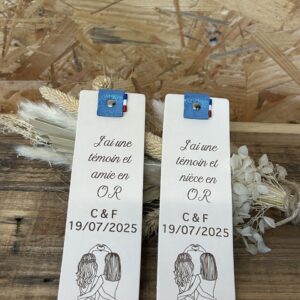 J'ai une
témoin et
amie en
OR
C & F
19/07/2025
J'ai une
témoin et
nièce en
OR
C & F
19/07/2025